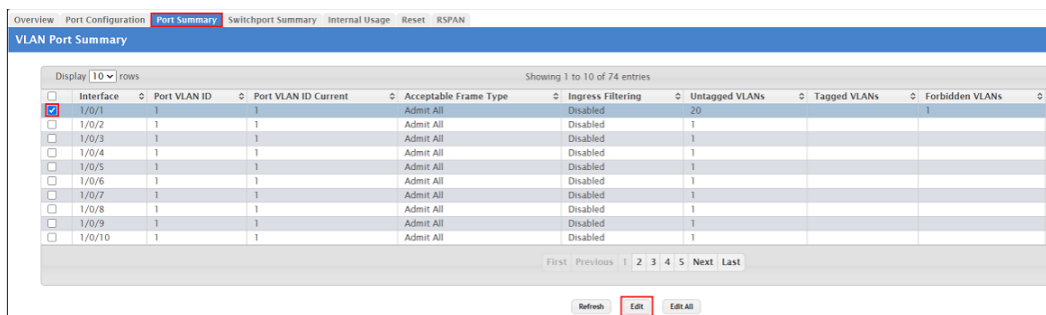 Overview Port Configuration Port Summary Switchport Summary Internal Usage Reset RSPAN
VLAN Port Summary
Display 10 rows Showing 1 to 10 of 74 entries
Interface Port VLAN ID Port VLAN ID Current Acceptable Frame Type Ingress Filtering Untagged VLANs Tagged VLANs Forbidden VLANs
1/0/1 1 1 Admit All Disabled 20 1
1/0/2 1 1 Admit All Disabled 1
1/0/3 1 1 Admit All Disabled 1
1/0/4 1 1 Admit All Disabled 1
1/0/5 1 1 Admit All Disabled 1
1/0/6 1 1 Admit All Disabled 1
1/0/7 1 1 Admit All Disabled 1
1/0/8 1 1 Admit All Disabled 1
1/0/9 1 1 Admit All Disabled 1
1/0/10 1 1 Admit All Disabled 1
First Previous 1 2 3 4 5 Next Last
Refresh Edit Edit All